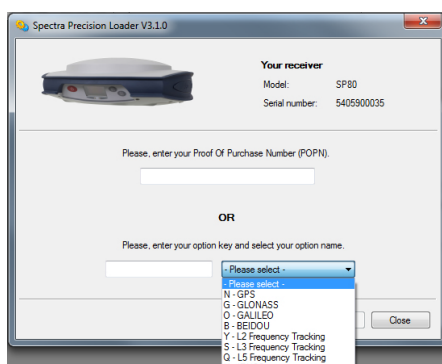 Spectra Precision Loader V3.1.0
Your receiver
Model: SP80
Serial number: 5405900035
Please, enter your Proof Of Purchase Number (POPN).
OR
Please, enter your option key and select your option name.
- Please select -
- Please select -
N - GPS
G - GLONASS
O - GALILEO
B - BEIDOU
Y - L2 Frequency Tracking
S - L3 Frequency Tracking
Q - L5 Frequency Tracking
Close